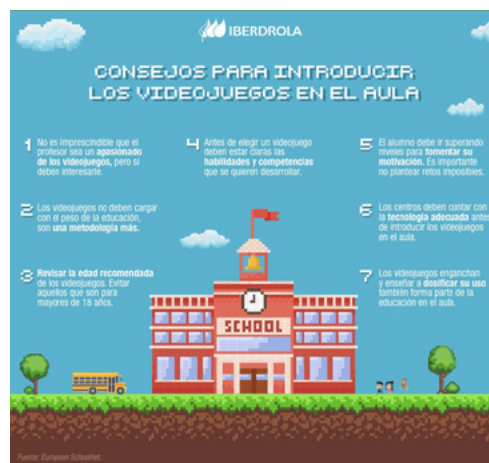 IBERDROLA
CONSEJOS PARA INTRODUCIR
LOS VIDEOJUEGOS EN EL AULA
1 No es imprescindible que el
profesor sea un apasionado
de los videojuegos, pero sí
deben interesarle.
2 Los videojuegos no deben cargar
con el peso de la educación,
son una metodología más.
3 Revisar la edad recomendada
de los videojuegos. Evitar
aquellos que son para
mayores de 18 años.
4 Antes de elegir un videojuego
deben estar claras las
habilidades y competencias
que se quieren desarrollar.
5 El alumno debe ir superando
niveles para fomentar su
motivación. Es importante
no plantear retos imposibles.
6 Los centros deben contar con
la tecnología adecuada antes
de introducir los videojuegos
en el aula.
7 Los videojuegos enganchan
y enseñar a dosificar su uso
también forma parte de la
educación en el aula.
SCHOOL
Fuente: European Schoolnet.